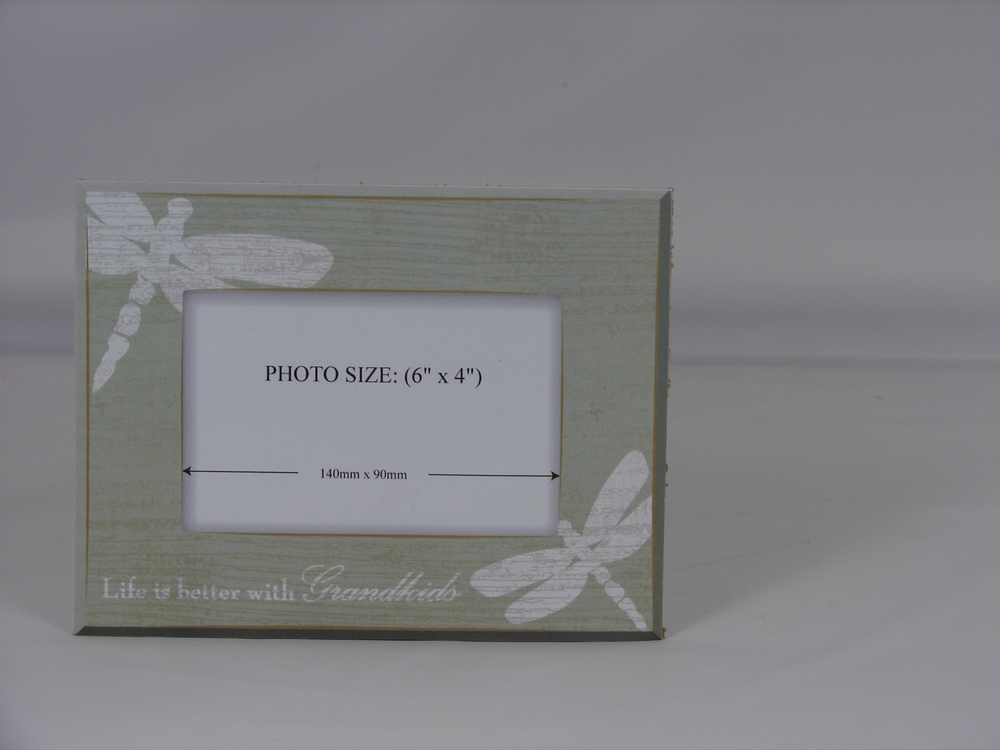 PHOTO SIZE: (6" x 4")
140mm x 90mm
Life is better with Grandkids